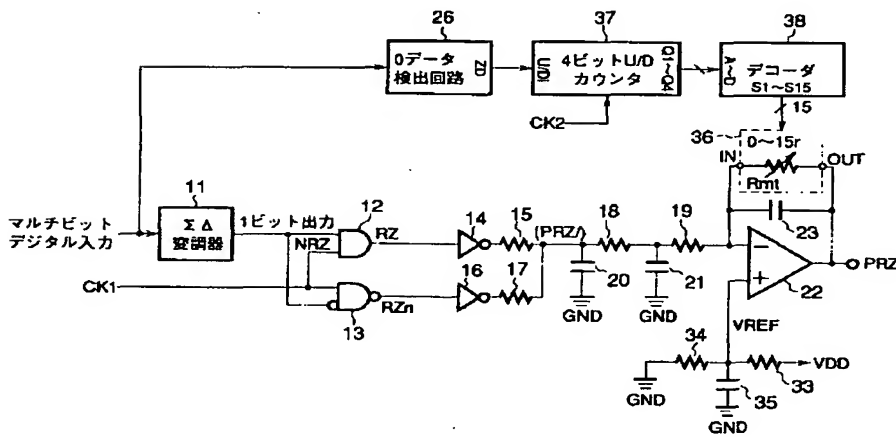 26
37
38
0データ
検出回路
ZD
U/DI
4ビットU/D
カウンタ
Q1~Q4
A~D
デコーダ
S1~S15
15
CK2
36
0~15r
IN
OUT
Rmt
11
ΣΔ
変調器
マルチビット
デジタル入力
1ビット出力
NRZ
12
RZ
14
15
(PRZ/)
18
19
23
CK1
13
RZn
16
17
20
21
GND
GND
22
PRZ
VREF
34
33
VDD
GND
35
GND